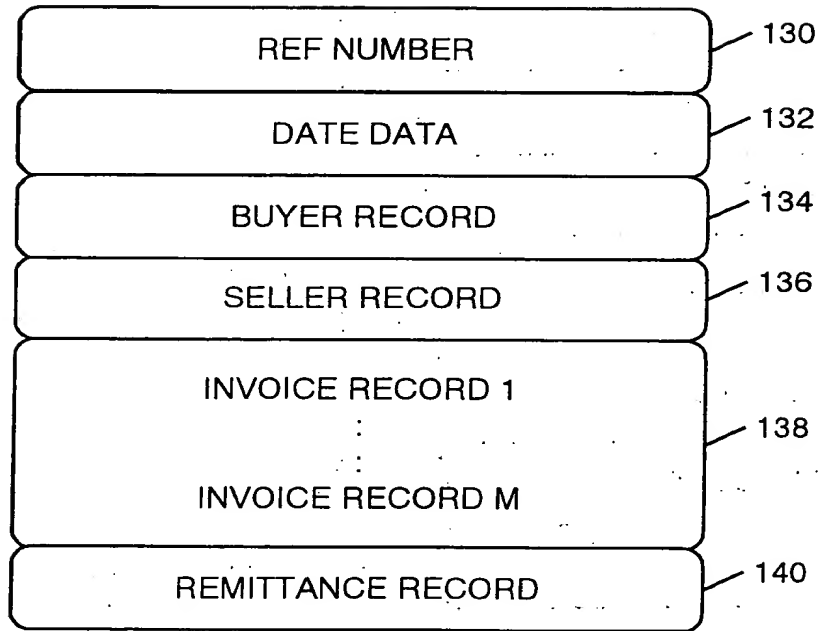 REF NUMBER 130
DATE DATA 132
BUYER RECORD 134
SELLER RECORD 136
INVOICE RECORD 1
138
INVOICE RECORD M
REMITTANCE RECORD 140